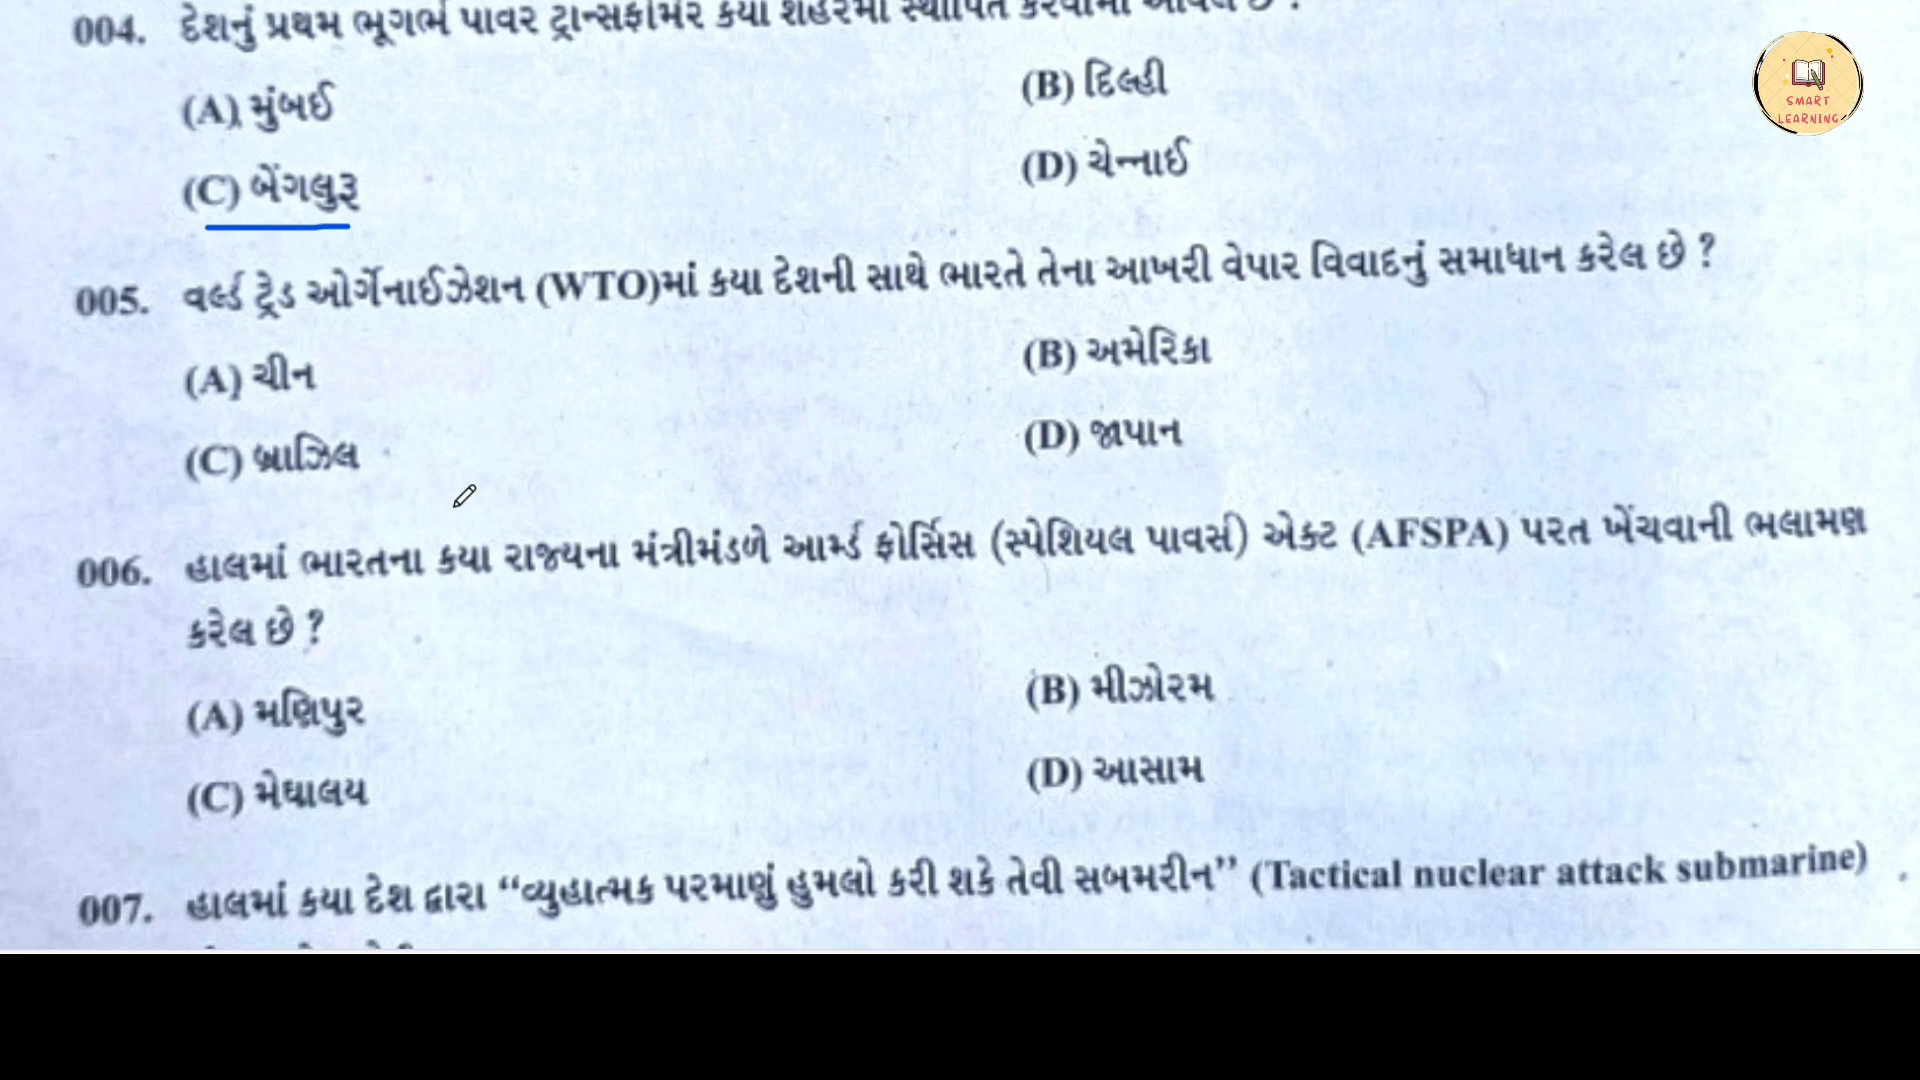 004. દેશનું પ્રથમ ભૂગર્ભ પાવર ટ્રાન્સફોર્મર કયા શહેરમાં સ્થાપિત કરવામાં આવેલ છે ?
(A) મુંબઈ
(B) દિલ્હી
(C) બેંગલુરૂ
(D) ચેન્નાઈ
SMART
LEARNING
005. વર્લ્ડ ટ્રેડ ઓર્ગેનાઈઝેશન (WTO)માં કયા દેશની સાથે ભારતે તેના આખરી વેપાર વિવાદનું સમાધાન કરેલ છે ?
(A) ચીન
(B) અમેરિકા
(C) બ્રાઝિલ
(D) જાપાન
006. હાલમાં ભારતના કયા રાજ્યના મંત્રીમંડળે આર્મ્ડ ફોર્સિસ (સ્પેશિયલ પાવર્સ) એક્ટ (AFSPA) પરત ખેંચવાની ભલામણ
કરેલ છે ?
(A) મણિપુર
(B) મીઝોરમ
(C) મેઘાલય
(D) આસામ
007. હાલમાં કયા દેશ દ્વારા “વ્યુહાત્મક પરમાણું હુમલો કરી શકે તેવી સબમરીન” (Tactical nuclear attack submarine)